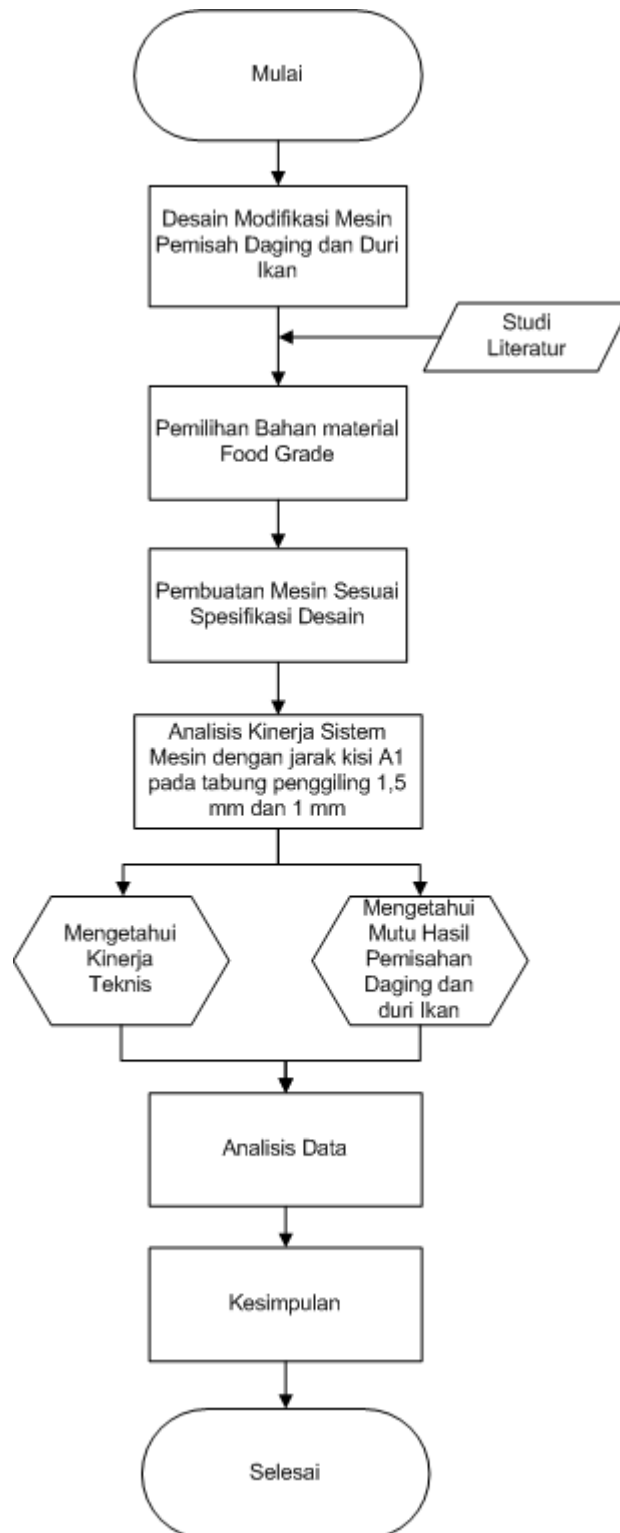 Mulai
Desain Modifikasi Mesin
Pemisah Daging dan Duri
Ikan
Studi
Literatur
Pemilihan Bahan material
Food Grade
Pembuatan Mesin Sesuai
Spesifikasi Desain
Analisis Kinerja Sistem
Mesin dengan jarak kisi A1
pada tabung penggiling 1,5
mm dan 1 mm
Mengetahui
Kinerja
Teknis
Mengetahui
Mutu Hasil
Pemisahan
Daging dan
duri Ikan
Analisis Data
Kesimpulan
Selesai